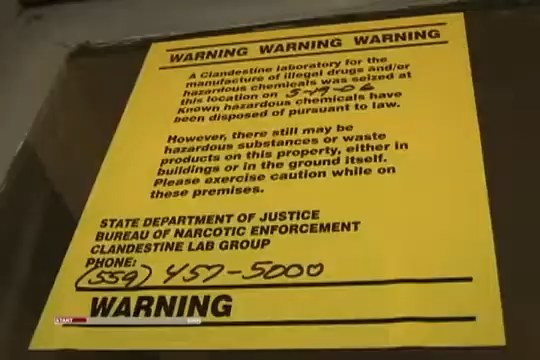 WARNING WARNING WARNING
A Clandestine laboratory for the
manufacture of illegal drugs and/or
hazardous chemicals was seized at
this location on 5-19-06
Known hazardous chemicals have
been disposed of pursuant to law.
However, there still may be
hazardous substances or waste
products on this property, either in
buildings or in the ground itself.
Please exercise caution while on
these premises.
STATE DEPARTMENT OF JUSTICE
BUREAU OF NARCOTIC ENFORCEMENT
CLANDESTINE LAB GROUP
PHONE:
(559) 457-5000
WARNING
START